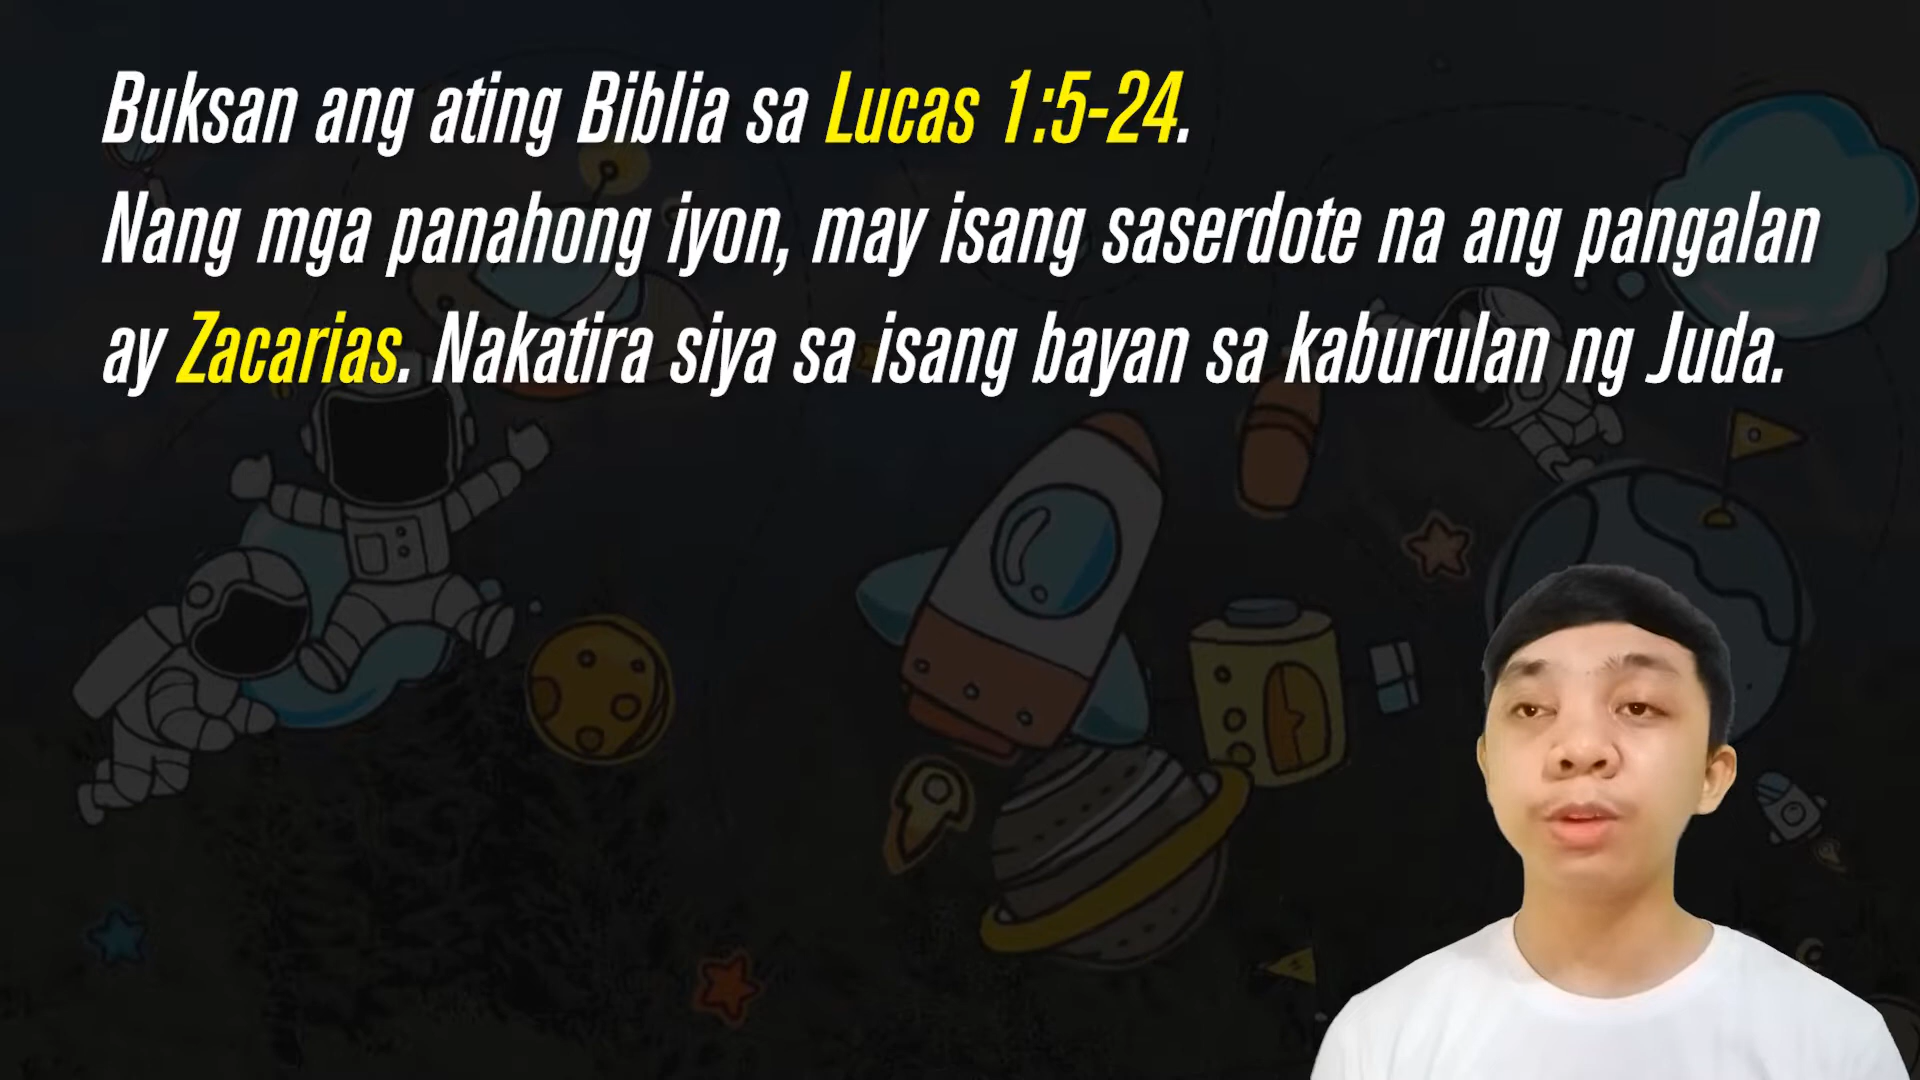 Buksan ang ating Biblia sa Lucas 1:5-24.
Nang mga panahong iyon, may isang saserdote na ang pangalan
ay Zacarias. Nakatira siya sa isang bayan sa kaburulan ng Juda.